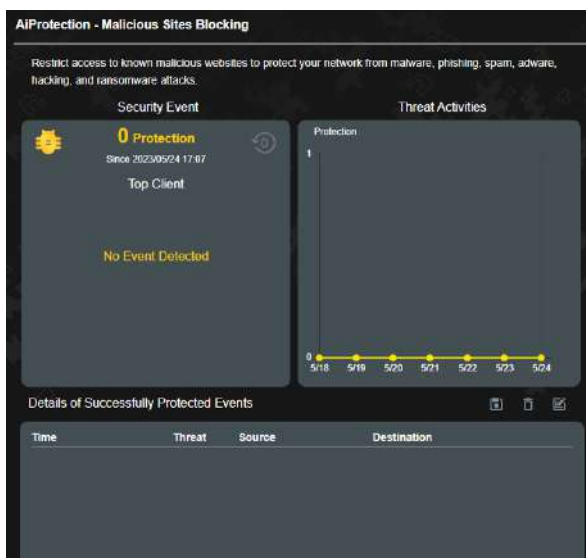 AiProtection - Malicious Sites Blocking
Restrict access to known malicious websites to protect your network from malware, phishing, spam, adware,
hacking, and ransomware attacks.
Security Event
Threat Activities
0 Protection
Since 2023/05/24 17:07
Top Client
No Event Detected
Protection
1
0
5/18 5/19 5/20 5/21 5/22 5/23 5/24
Details of Successfully Protected Events
Time Threat Source Destination